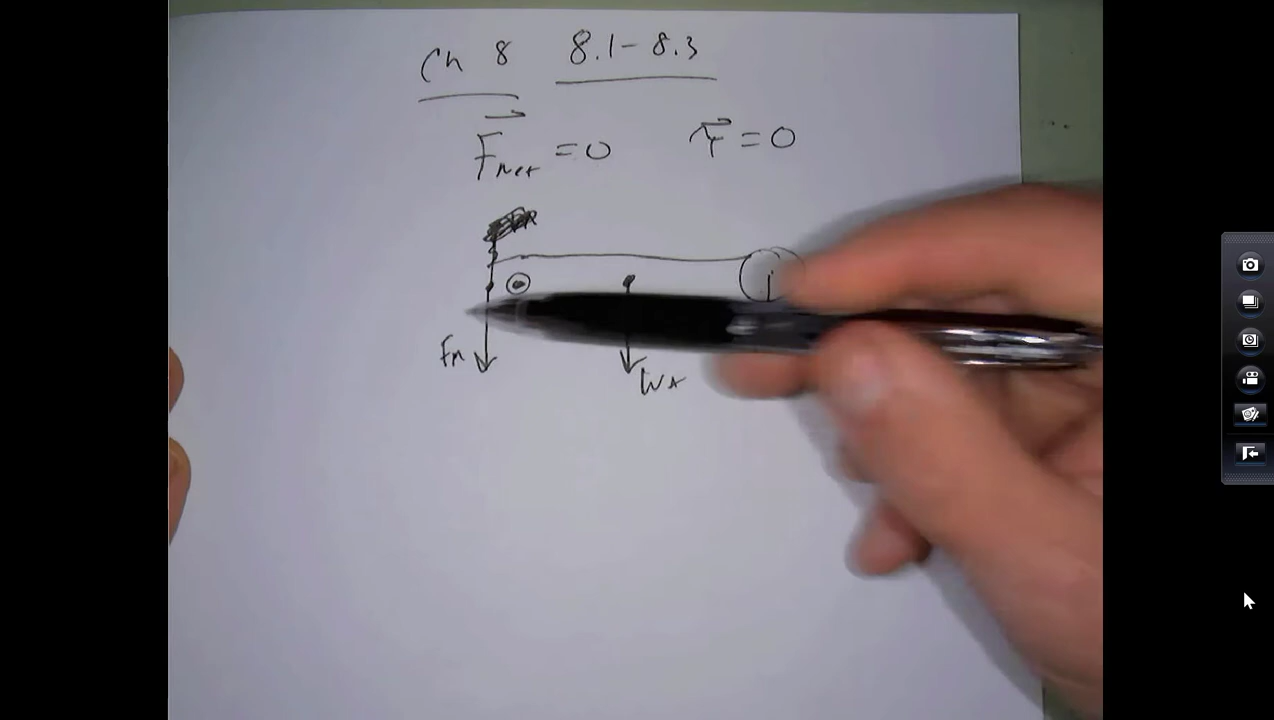 Ch 8 8.1 - 8.3
Fnet = 0 τ = 0
Fm
WA